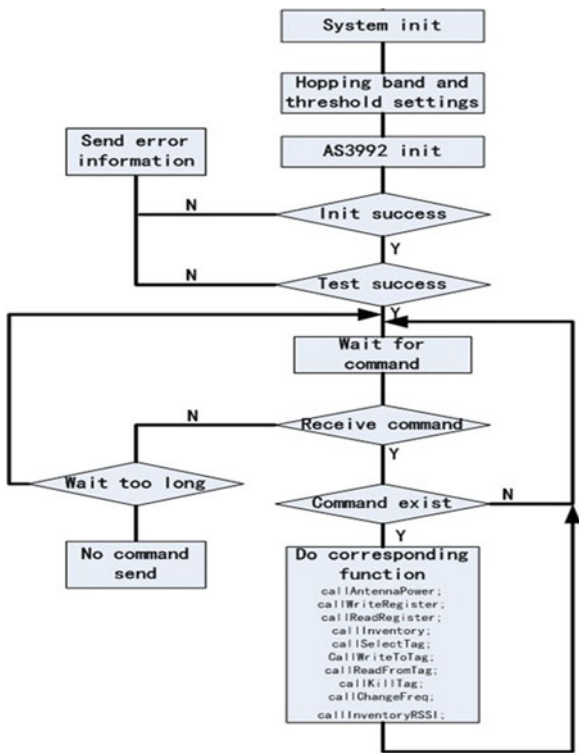 System init
Hopping band and
threshold settings
Send error
information
AS3992 init
N
Init success
Y
N
Test success
Y
Wait for
command
N
Receive command
Y
Wait too long
Command exist
N
Y
No command
send
Do corresponding
function
callAntennaPower;
callWriteRegister;
callReadRegister;
callInventory;
callSelectTag;
CallWriteToTag;
callReadFromTag;
callKillTag;
callChangeFreq;
callInventoryRSSI;